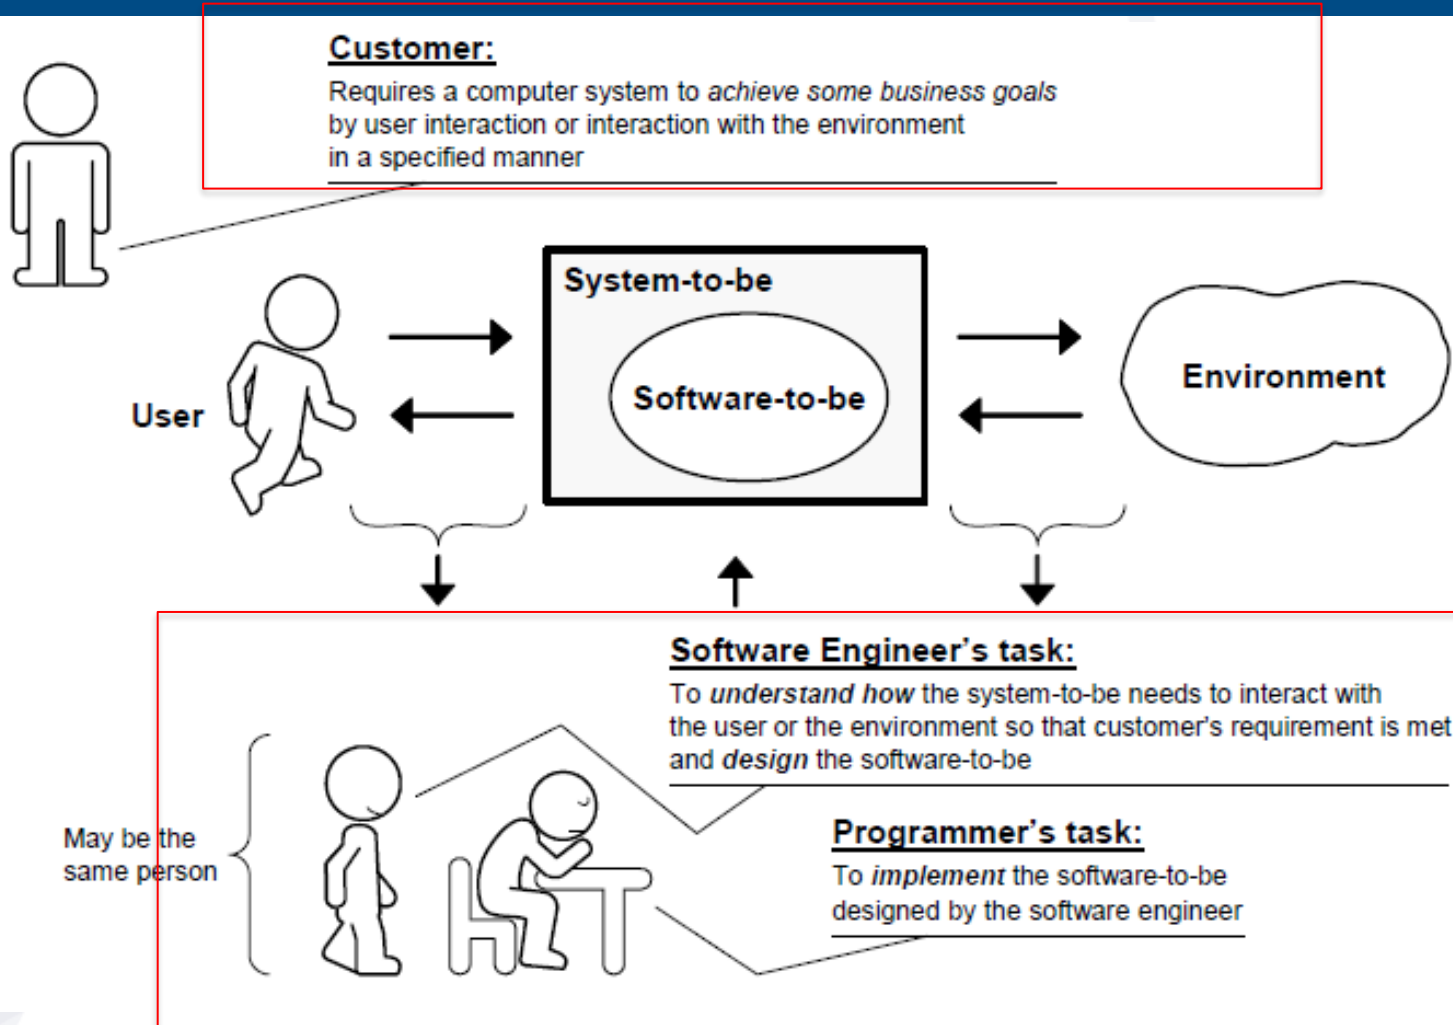 Customer:
Requires a computer system to achieve some business goals
by user interaction or interaction with the environment
in a specified manner
System-to-be
Software-to-be
User
Environment
Software Engineer's task:
To understand how the system-to-be needs to interact with
the user or the environment so that customer's requirement is met
and design the software-to-be
May be the
same person
Programmer's task:
To implement the software-to-be
designed by the software engineer